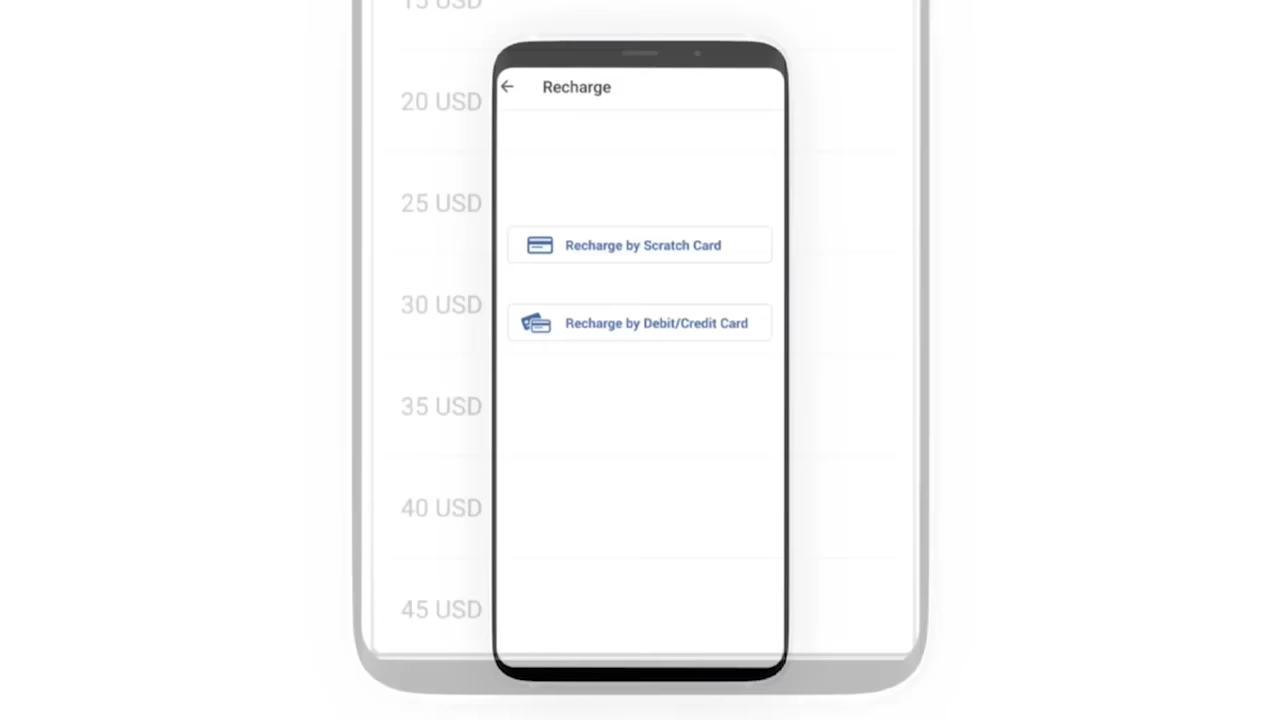 15 USD
Recharge
20 USD
25 USD
Recharge by Scratch Card
30 USD
Recharge by Debit/Credit Card
35 USD
40 USD
45 USD